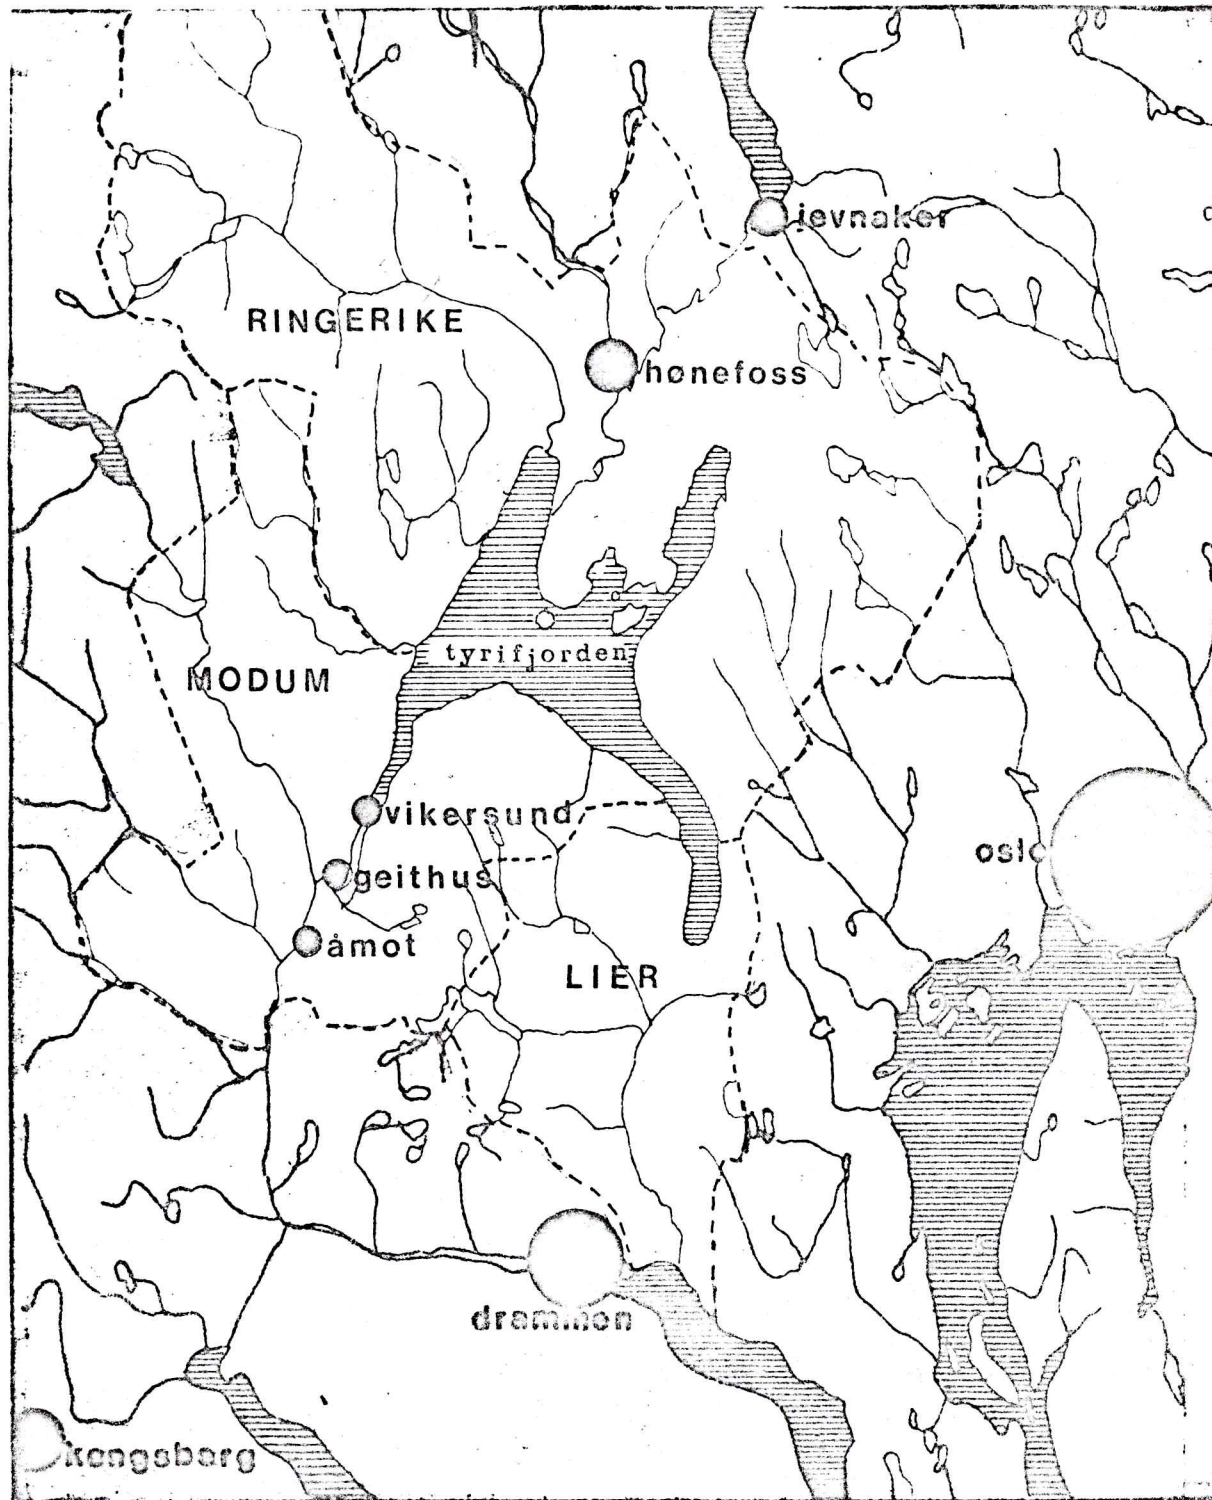 jevnaker
RINGERIKE
hønefoss
tyrifjorden
MODUM
vikersund
oslo
geithus
åmot
LIER
drammen
kongsberg